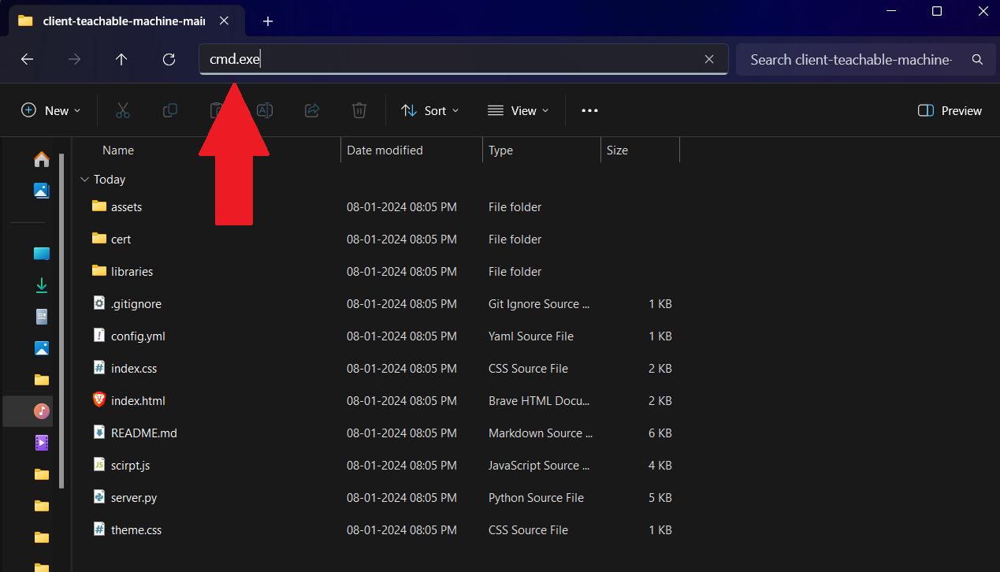 client-teachable-machine-mair
cmd.exe
Search client-teachable-machine-
New
Sort
View
Preview
Name Date modified Type Size
Today
assets 08-01-2024 08:05 PM File folder
cert 08-01-2024 08:05 PM File folder
libraries 08-01-2024 08:05 PM File folder
.gitignore 08-01-2024 08:05 PM Git Ignore Source ... 1 KB
config.yml 08-01-2024 08:05 PM Yaml Source File 1 KB
index.css 08-01-2024 08:05 PM CSS Source File 2 KB
index.html 08-01-2024 08:05 PM Brave HTML Docu... 2 KB
README.md 08-01-2024 08:05 PM Markdown Source ... 6 KB
scirpt.js 08-01-2024 08:05 PM JavaScript Source ... 4 KB
server.py 08-01-2024 08:05 PM Python Source File 5 KB
theme.css 08-01-2024 08:05 PM CSS Source File 1 KB